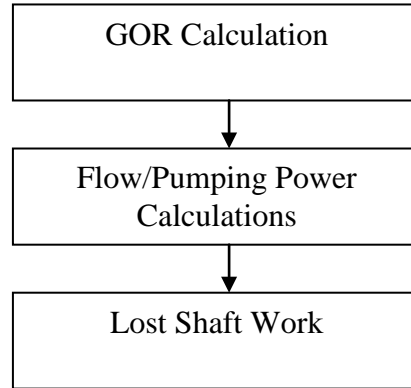 GOR Calculation
Flow/Pumping Power
Calculations
Lost Shaft Work